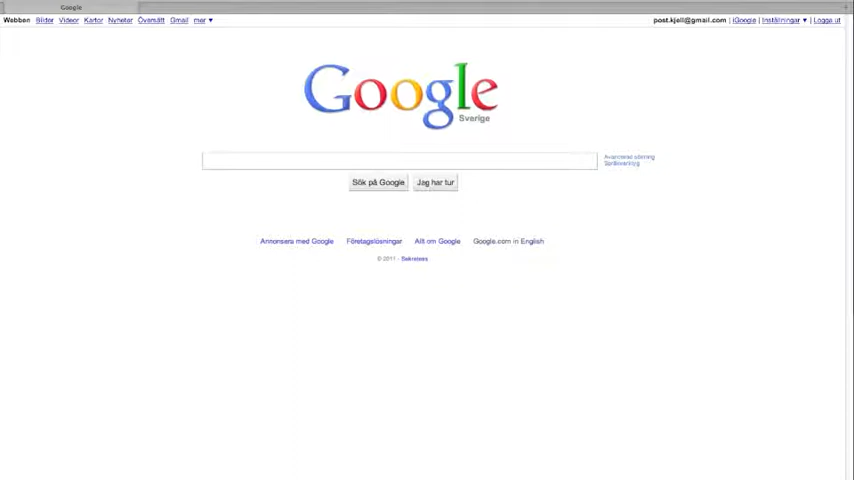 Google
Webben Bilder Videor Kartor Nyheter Översätt Gmail mer ▼ post.kjell@gmail.com | iGoogle | Inställningar ▼ | Logga ut
Google
Sverige
Avancerad sökning
Språkverktyg
Sök på Google Jag har tur
Annonsera med Google Företagslösningar Allt om Google Google.com in English
© 2011 - Sekretess